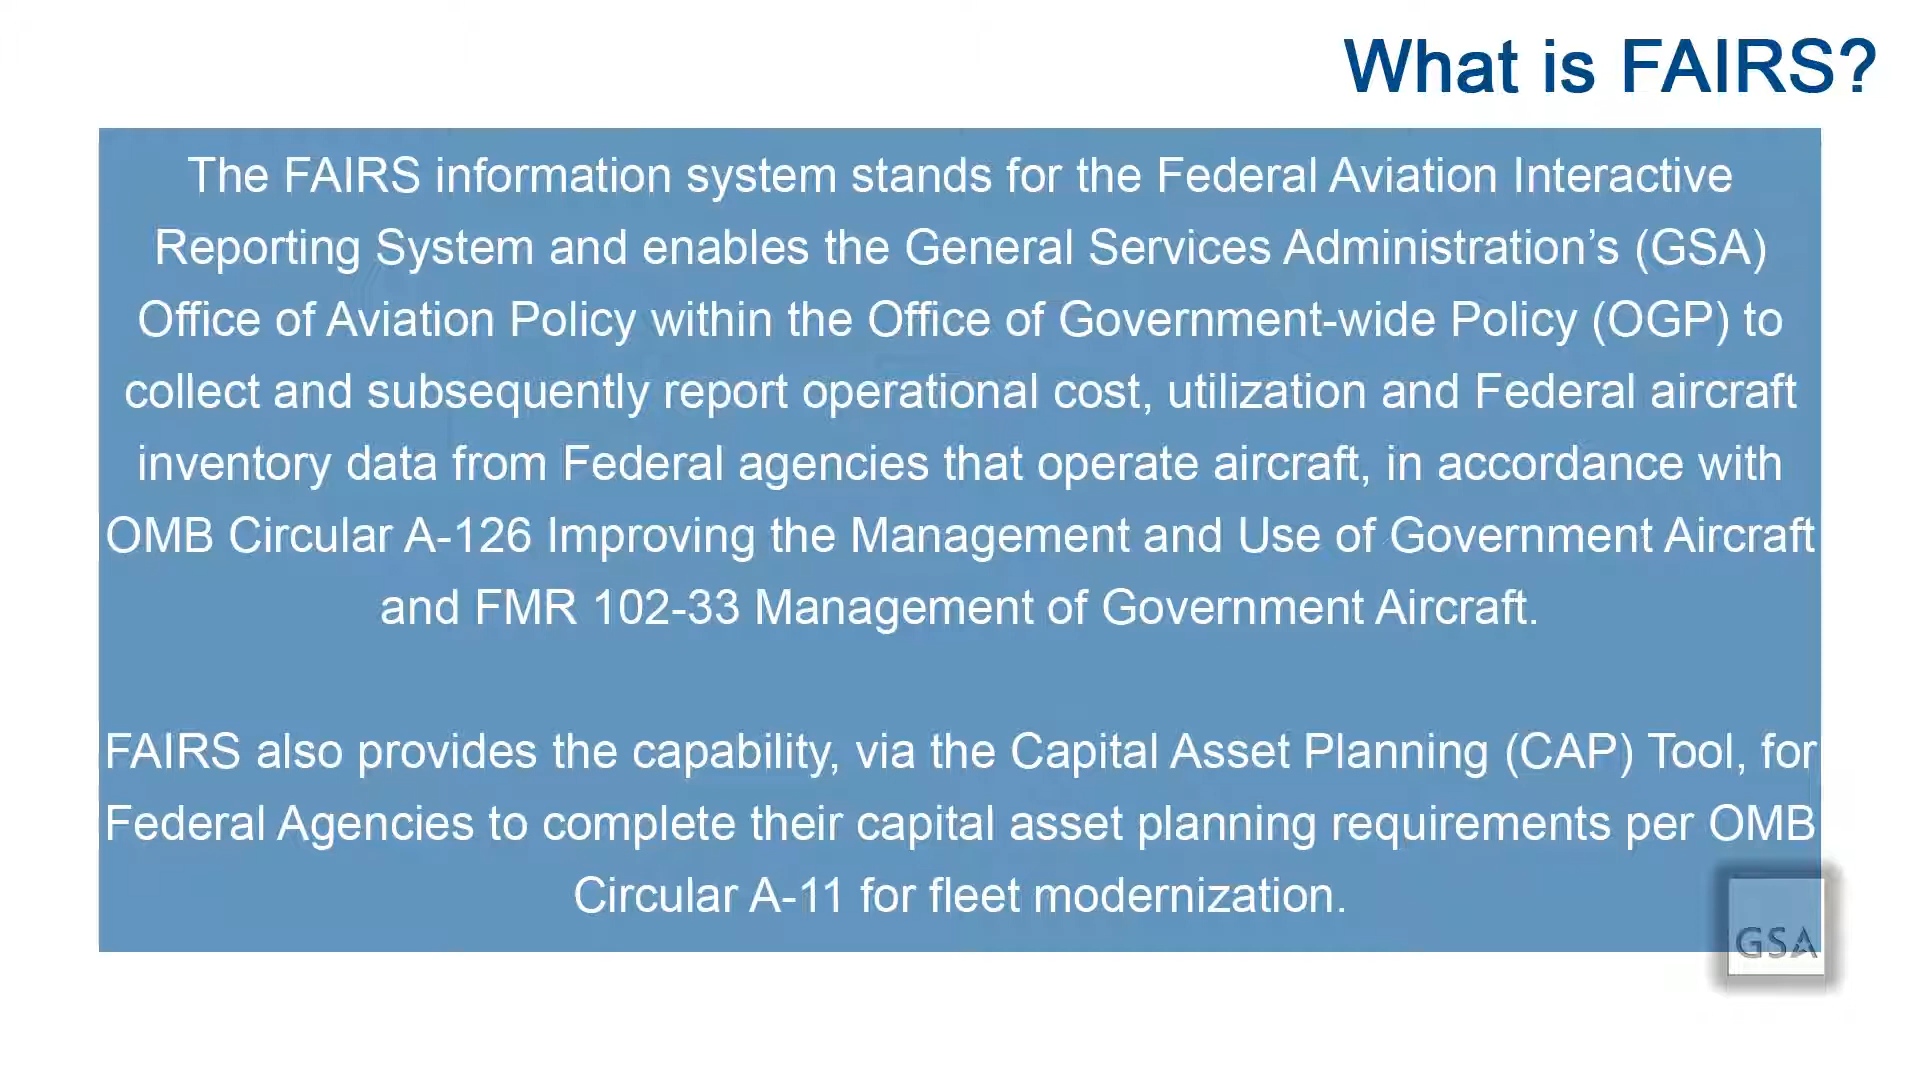 What is FAIRS?
The FAIRS information system stands for the Federal Aviation Interactive
Reporting System and enables the General Services Administration’s (GSA)
Office of Aviation Policy within the Office of Government-wide Policy (OGP) to
collect and subsequently report operational cost, utilization and Federal aircraft
inventory data from Federal agencies that operate aircraft, in accordance with
OMB Circular A-126 Improving the Management and Use of Government Aircraft
and FMR 102-33 Management of Government Aircraft.
FAIRS also provides the capability, via the Capital Asset Planning (CAP) Tool, for
Federal Agencies to complete their capital asset planning requirements per OMB
Circular A-11 for fleet modernization.
GSA